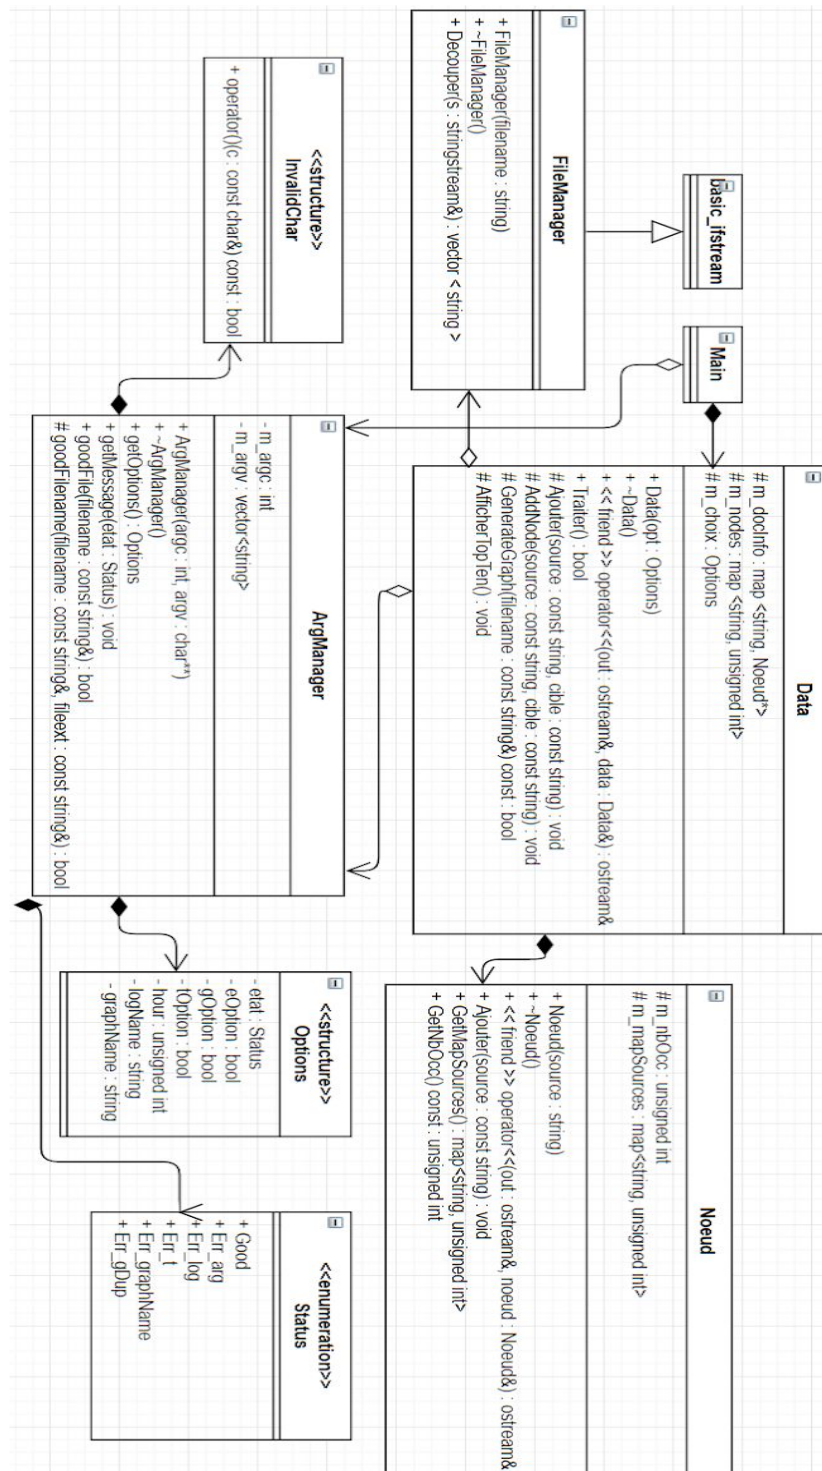 basic_ifstream
FileManager
+ FileManager(filename : string)
+ ~FileManager()
+ Decouper(s : stringstream&) : vector < string >
Main
<<structure>>
InvalidChar
+ operator()(c : const char&) const : bool
Data
# m_docInfo : map <string, Noeud*>
# m_nodes : map <string, unsigned int>
# m_choix : Options
+ Data(opt : Options)
+ ~Data()
+ << friend >> operator<<(out : ostream&, data : Data&) : ostream&
+ Traiter() : bool
# Ajouter(source : const string, cible : const string) : void
# AddNode(source : const string, cible : const string) : void
# GenerateGraph(filename : const string&) const : bool
# AfficherTopTen() : void
ArgManager
- m_argc : int
- m_argv : vector<string>
+ ArgManager(argc : int, argv : char**)
+ ~ArgManager()
+ getOptions() : Options
+ getMessage(etat : Status) : void
+ goodFile(filename : const string&) : bool
# goodFilename(filename : const string&, fileext : const string&) : bool
Noeud
# m_nbOcc : unsigned int
# m_mapSources : map<string, unsigned int>
+ Noeud(source : string)
+ ~Noeud()
+ << friend >> operator<<(out : ostream&, noeud : Noeud&) : ostream&
+ Ajouter(source : const string) : void
+ GetMapSources() : map<string, unsigned int>
+ GetNbOcc() const : unsigned int
<<structure>>
Options
- etat : Status
- eOption : bool
- gOption : bool
- tOption : bool
- hour : unsigned int
- logName : string
- graphName : string
<<enumeration>>
Status
+ Good
+ Err_arg
+ Err_log
+ Err_t
+ Err_graphName
+ Err_gDup